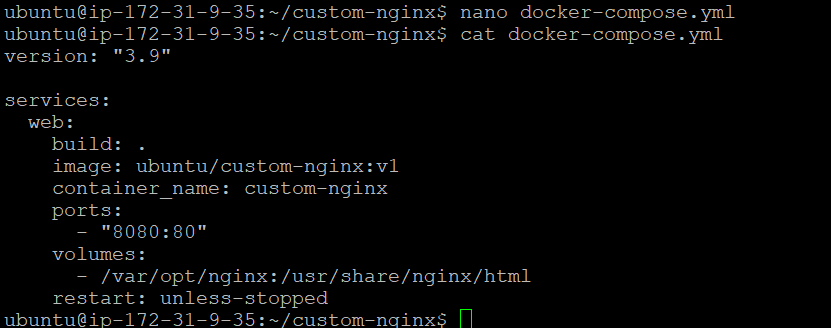 ubuntu@ip-172-31-9-35:~/custom-nginx$ nano docker-compose.yml
ubuntu@ip-172-31-9-35:~/custom-nginx$ cat docker-compose.yml
version: "3.9"

services:
  web:
    build: .
    image: ubuntu/custom-nginx:v1
    container_name: custom-nginx
    ports:
      - "8080:80"
    volumes:
      - /var/opt/nginx:/usr/share/nginx/html
    restart: unless-stopped
ubuntu@ip-172-31-9-35:~/custom-nginx$